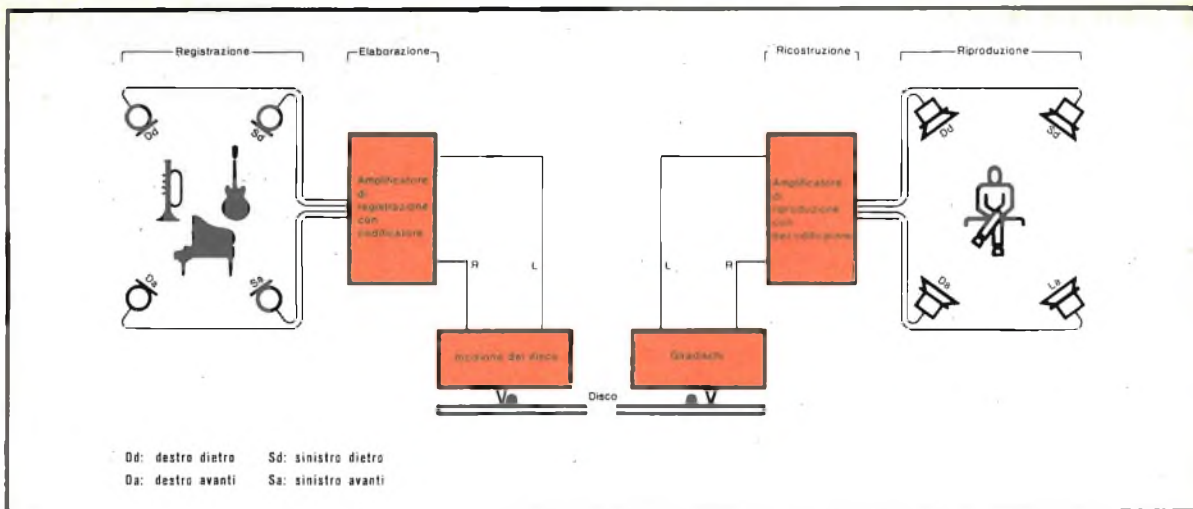 Registrazione
Elaborazione
Ricostruzione
Riproduzione
Dd
Sd
Dd
Sd
Amplificatore
di
registrazione
con
codificatore
Amplificatore
di
riproduzione
con
Da
Sa
R
L
L
R
Da
La
Incisione del disco
Giradischi
Disco
Dd: destro dietro Sd: sinistro dietro
Da: destro avanti Sa: sinistro avanti